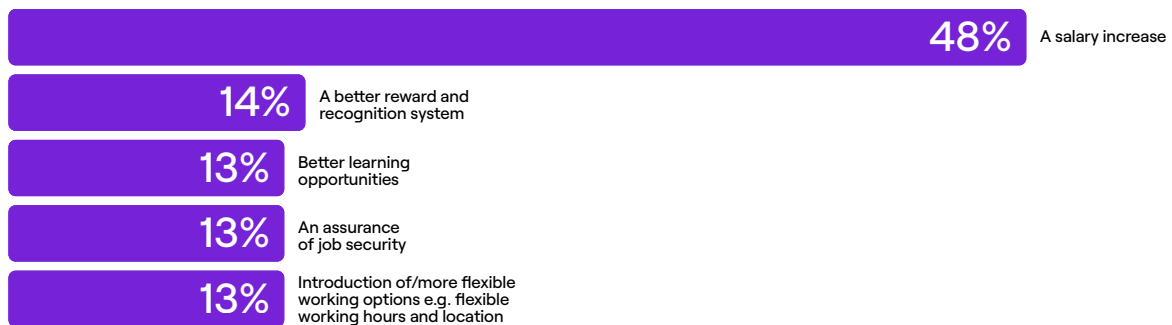 48%
A salary increase
14%
A better reward and
recognition system
13%
Better learning
opportunities
13%
An assurance
of job security
13%
Introduction of/more flexible
working options e.g. flexible
working hours and location